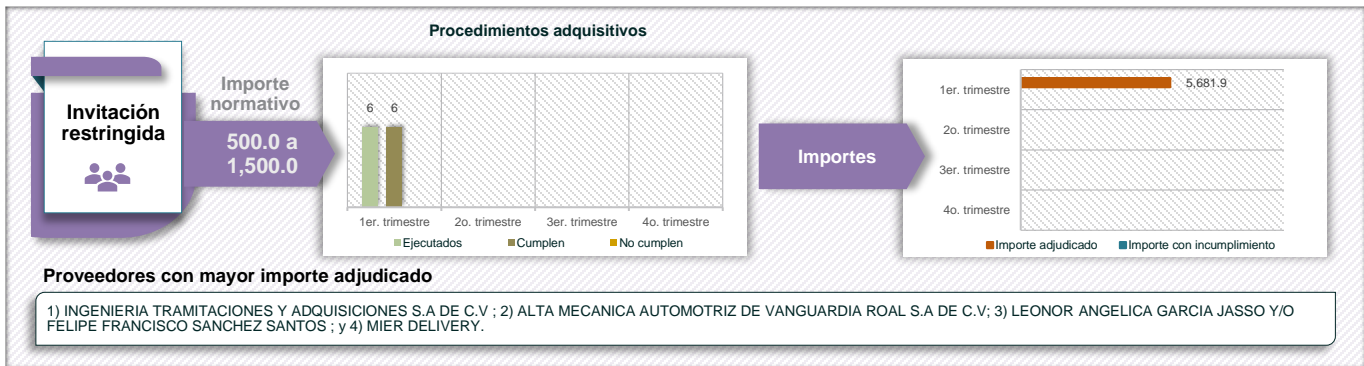 Procedimientos adquisitivos
Invitación
restringida
Importe
normativo
500.0 a
1,500.0
6 6
1er. trimestre 2o. trimestre 3er. trimestre 4o. trimestre
Ejecutados Cumplen No cumplen
Importes
1er. trimestre 5,681.9
2o. trimestre
3er. trimestre
4o. trimestre
Importe adjudicado Importe con incumplimiento
Proveedores con mayor importe adjudicado
1) INGENIERIA TRAMITACIONES Y ADQUISICIONES S.A DE C.V ; 2) ALTA MECANICA AUTOMOTRIZ DE VANGUARDIA ROAL S.A DE C.V; 3) LEONOR ANGELICA GARCIA JASSO Y/O
FELIPE FRANCISCO SANCHEZ SANTOS ; y 4) MIER DELIVERY.